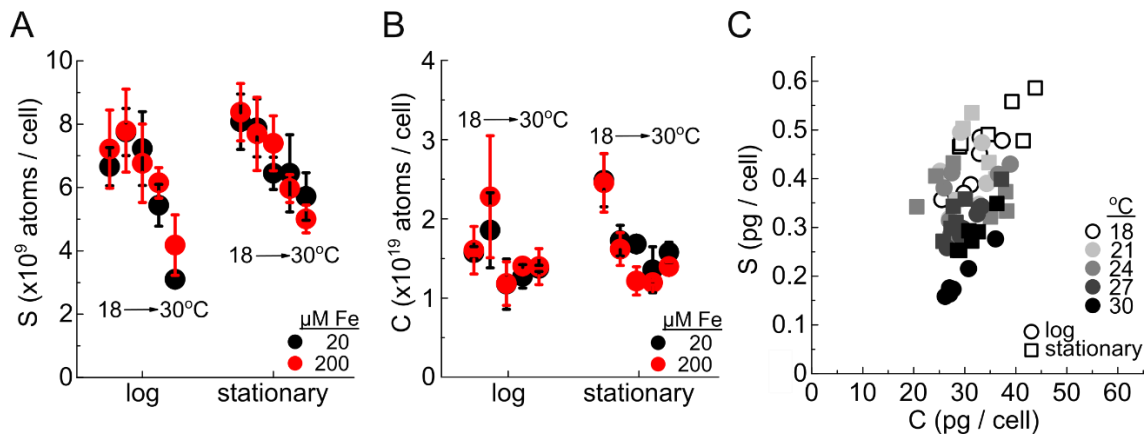 A
S (x10⁹ atoms / cell)
10
8
6
4
2
0
18→30°C
18→30°C
µM Fe
20
200
log
stationary
B
C (x10¹⁹ atoms / cell)
4
3
2
1
0
18→30°C
18→30°C
µM Fe
20
200
log
stationary
C
S (pg / cell)
0.6
0.5
0.4
0.3
0.2
0.1
0
°C
18
21
24
27
30
log
stationary
0 10 20 30 40 50 60
C (pg / cell)